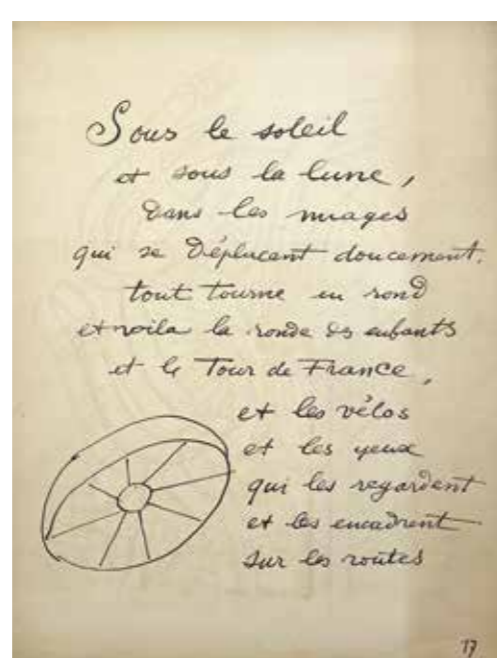 Sous le soleil
et sous la lune,
Dans les nuages
qui se Déplacent doucement.
tout tourne en rond
et voila la ronde des enfants
et le Tour de France,
et les vélos
et les yeux
qui les regardent
et les encadrent
sur les routes
17